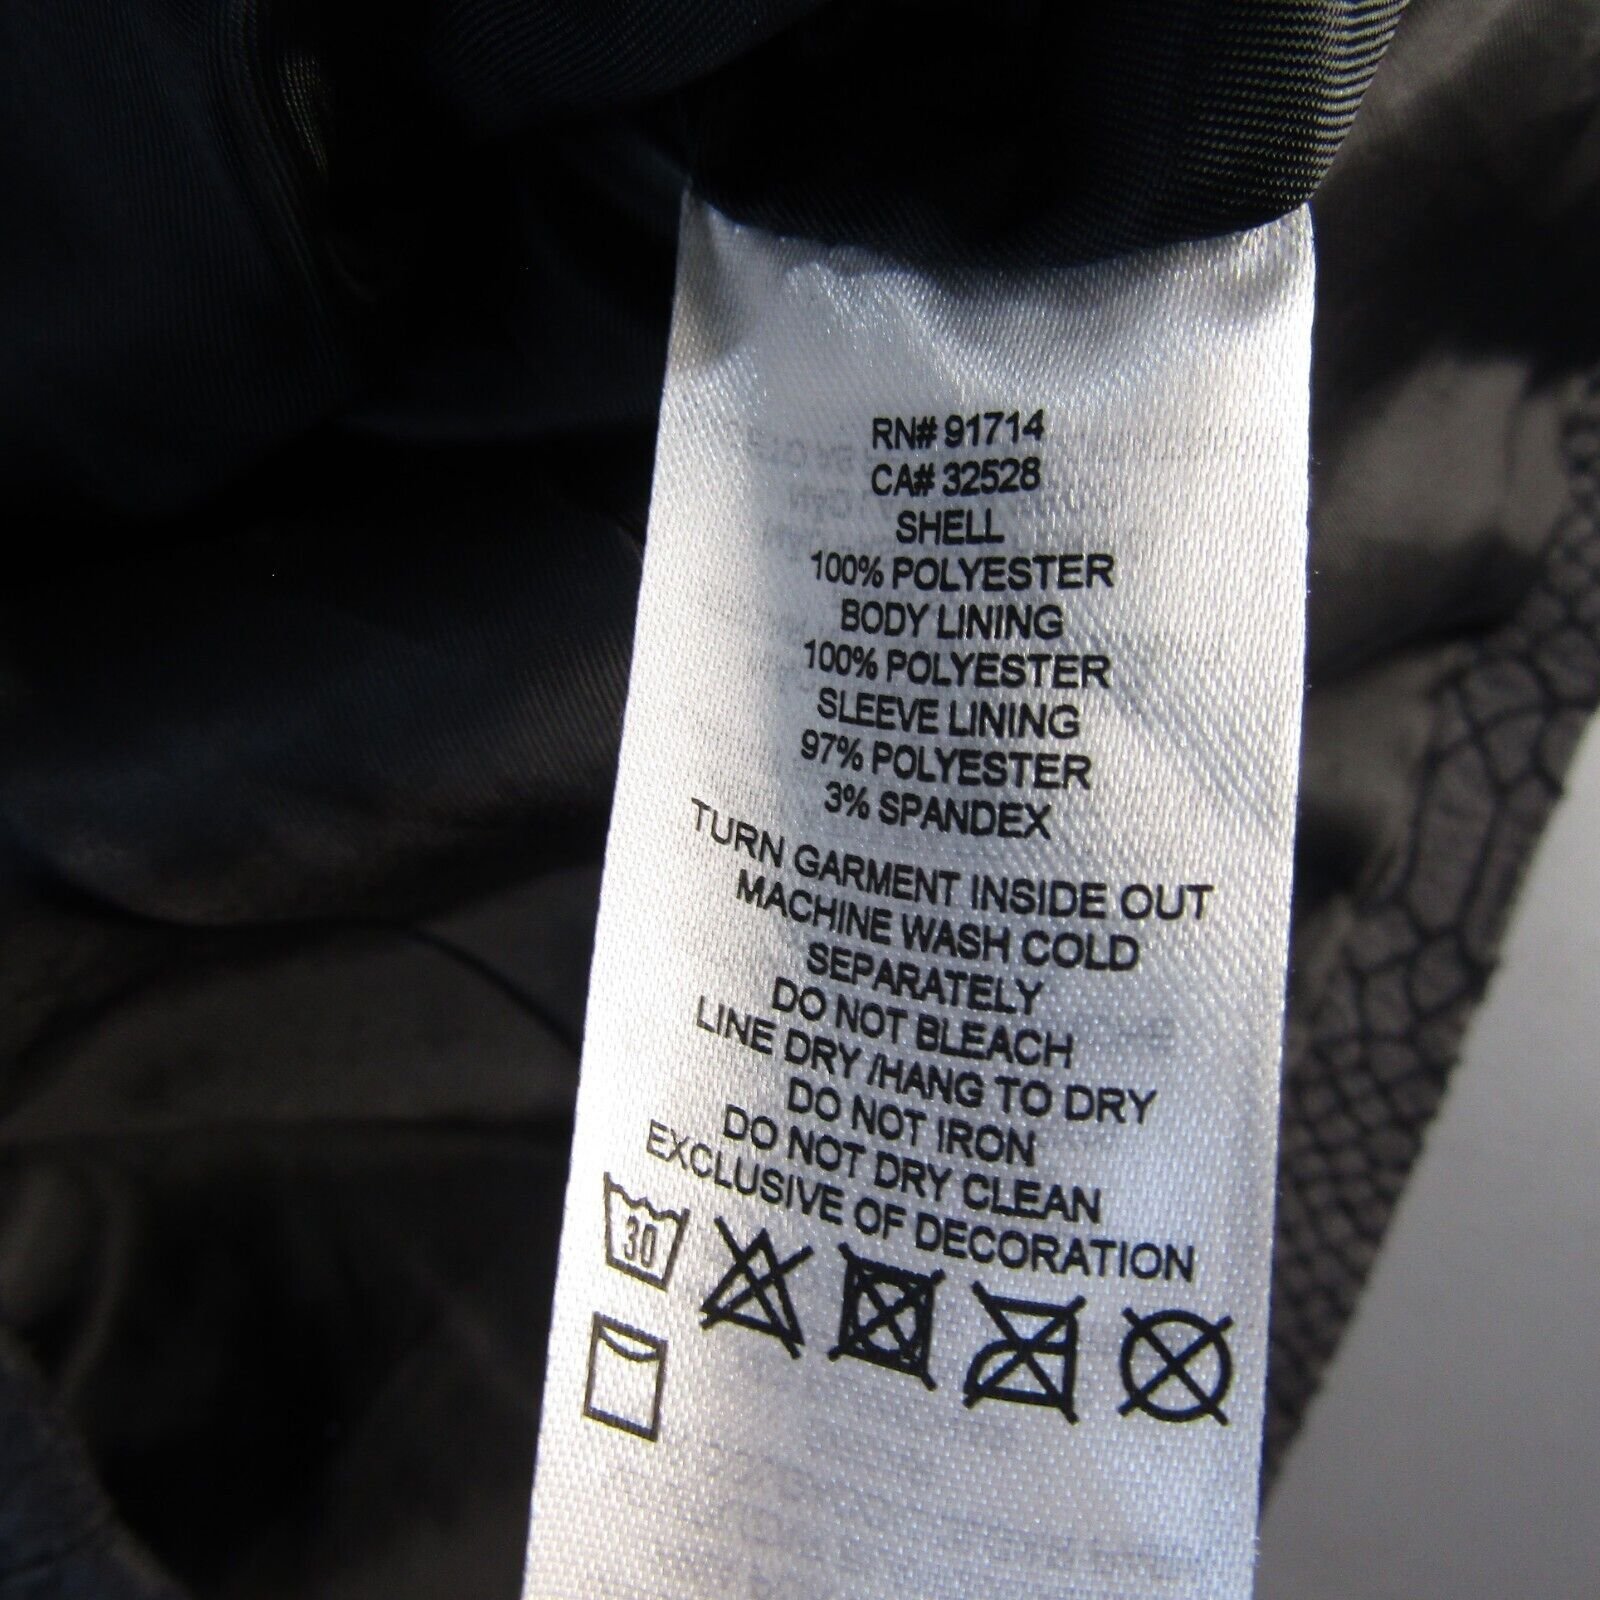 RN# 91714
CA# 32528
SHELL
100% POLYESTER
BODY LINING
100% POLYESTER
SLEEVE LINING
97% POLYESTER
3% SPANDEX
TURN GARMENT INSIDE OUT
MACHINE WASH COLD
SEPARATELY
DO NOT BLEACH
LINE DRY /HANG TO DRY
DO NOT IRON
DO NOT DRY CLEAN
EXCLUSIVE OF DECORATION
30